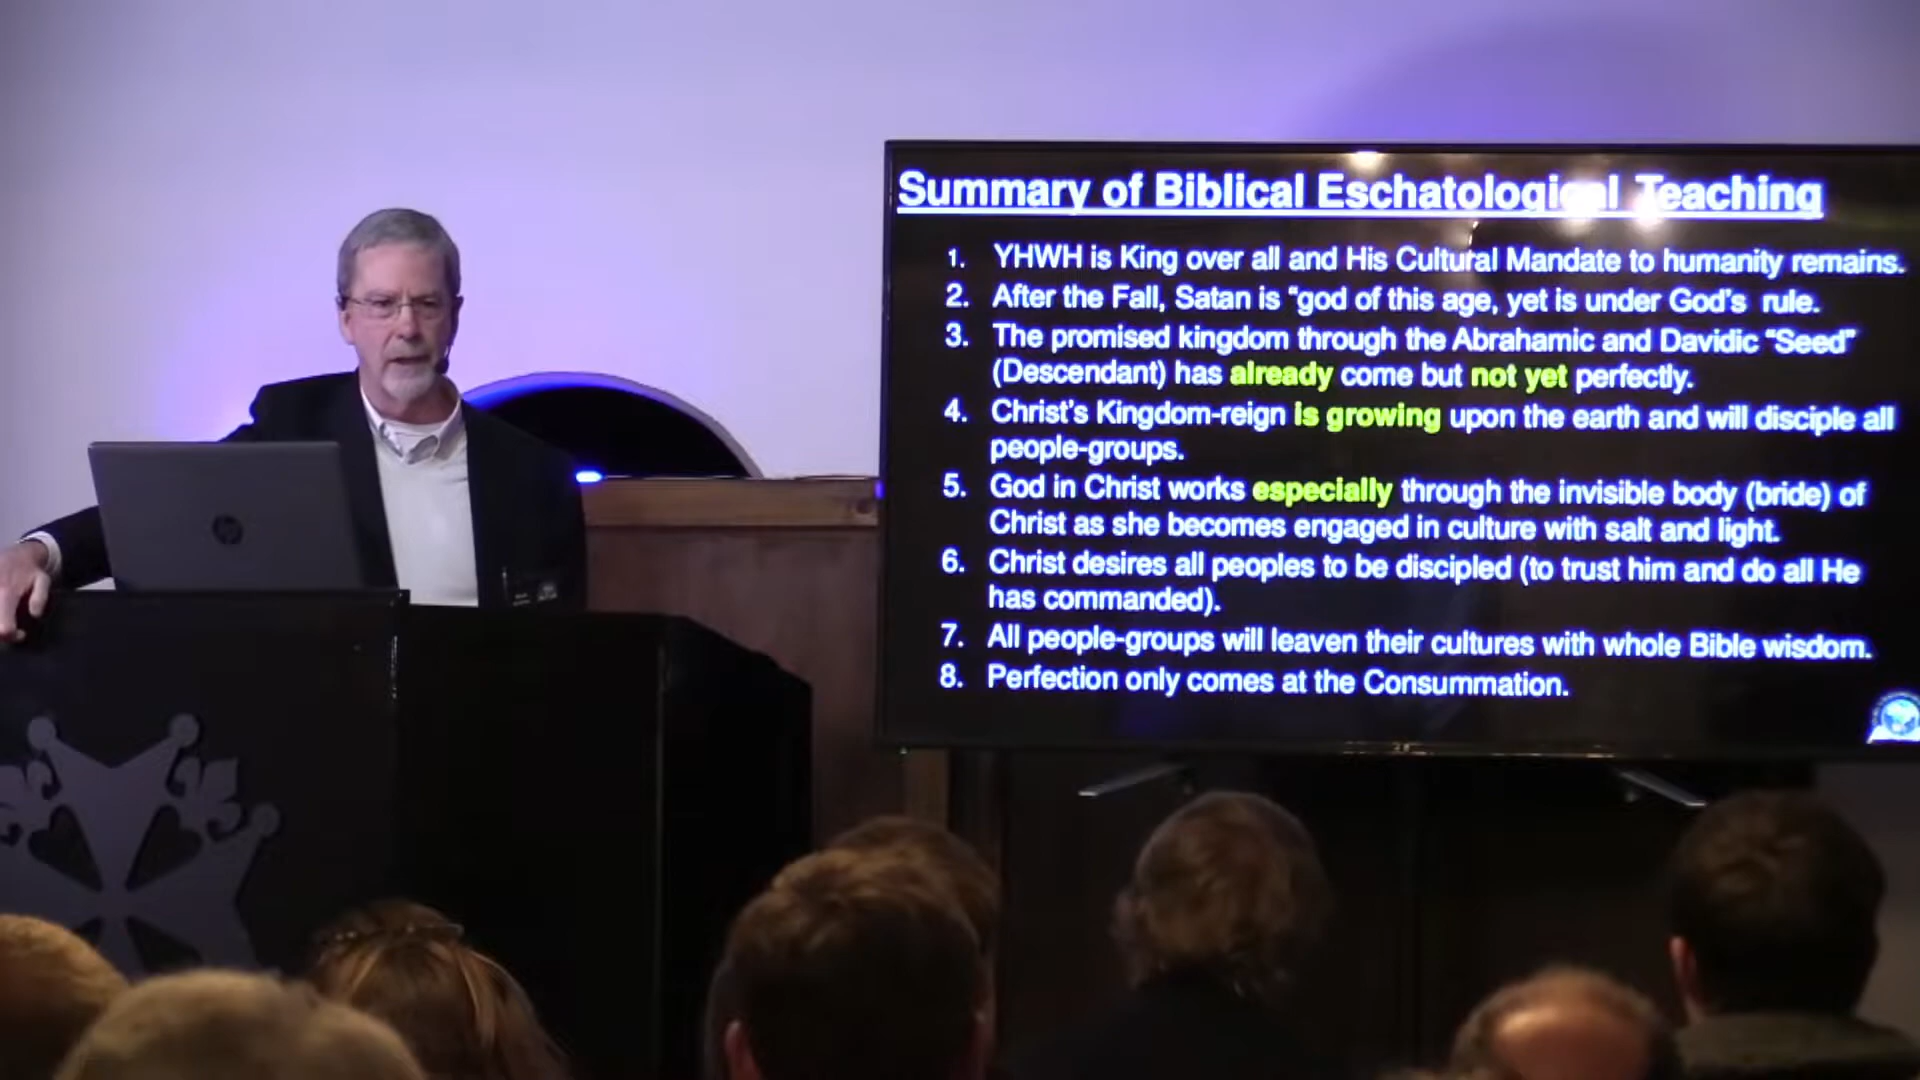 Summary of Biblical Eschatological Teaching
1. YHWH is King over all and His Cultural Mandate to humanity remains.
2. After the Fall, Satan is “god of this age, yet is under God’s rule.
3. The promised kingdom through the Abrahamic and Davidic “Seed”
(Descendant) has already come but not yet perfectly.
4. Christ’s Kingdom-reign is growing upon the earth and will disciple all
people-groups.
5. God in Christ works especially through the invisible body (bride) of
Christ as she becomes engaged in culture with salt and light.
6. Christ desires all peoples to be discipled (to trust him and do all He
has commanded).
7. All people-groups will leaven their cultures with whole Bible wisdom.
8. Perfection only comes at the Consummation.
hp